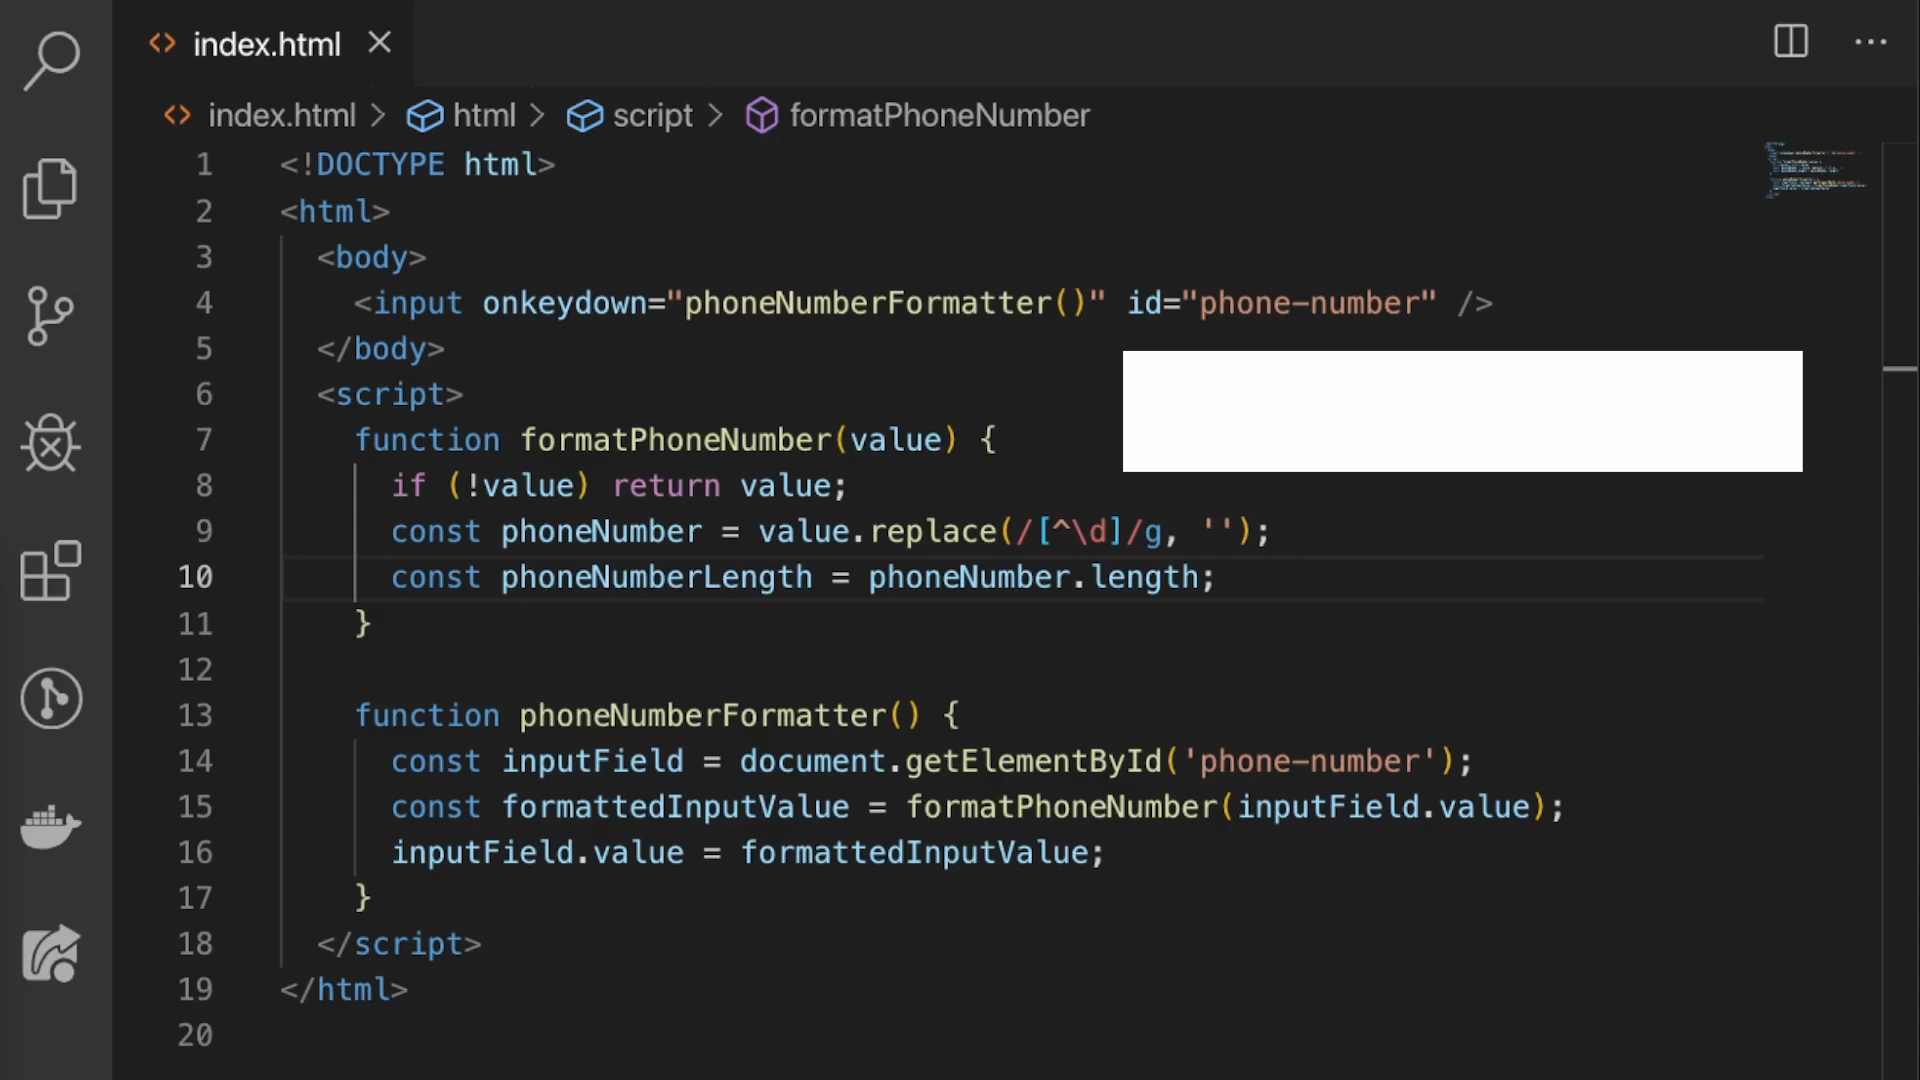 index.html
index.html > html > script > formatPhoneNumber
1 <!DOCTYPE html>
2 <html>
3 <body>
4 <input onkeydown="phoneNumberFormatter()" id="phone-number" />
5 </body>
6 <script>
7 function formatPhoneNumber(value) {
8 if (!value) return value;
9 const phoneNumber = value.replace(/[^\d]/g, '');
10 const phoneNumberLength = phoneNumber.length;
11 }
12
13 function phoneNumberFormatter() {
14 const inputField = document.getElementById('phone-number');
15 const formattedInputValue = formatPhoneNumber(inputField.value);
16 inputField.value = formattedInputValue;
17 }
18 </script>
19 </html>
20